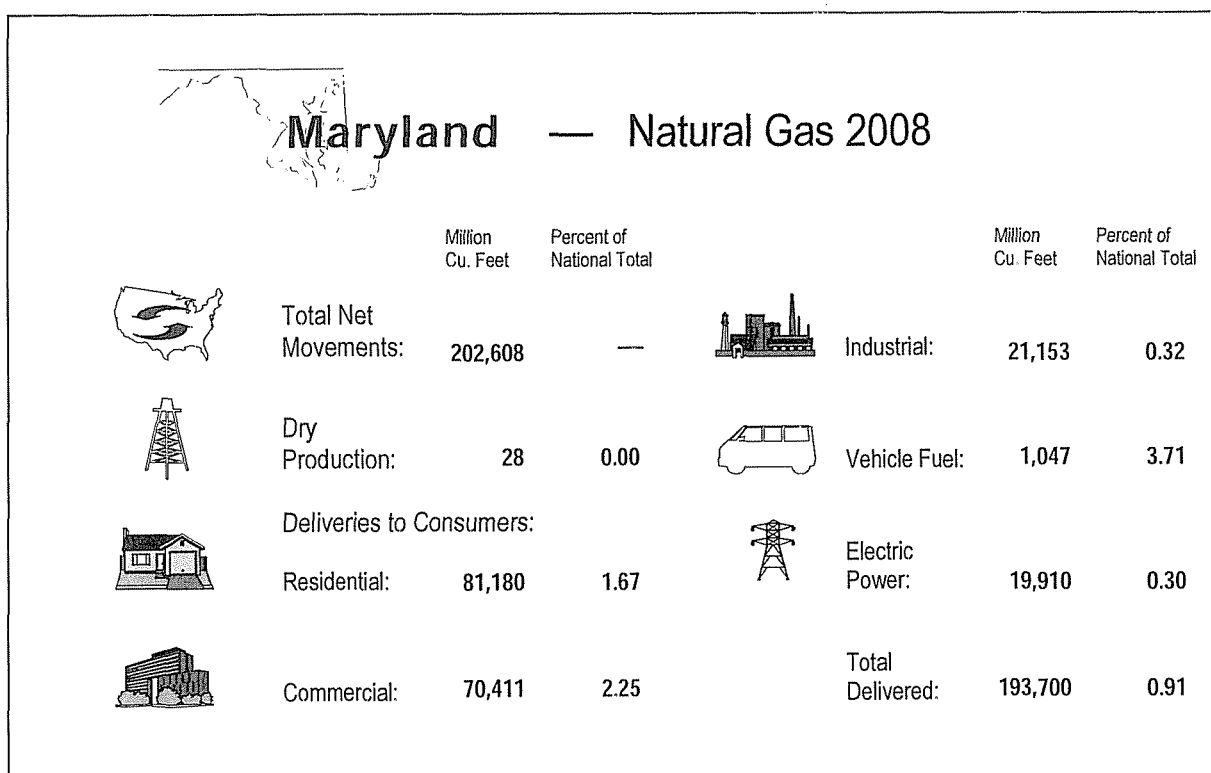 Maryland — Natural Gas 2008
Million Percent of
Cu. Feet National Total
Total Net
Movements: 202,608 —
Dry
Production: 28 0.00
Deliveries to Consumers:
Residential: 81,180 1.67
Commercial: 70,411 2.25
Million Percent of
Cu. Feet National Total
Industrial: 21,153 0.32
Vehicle Fuel: 1,047 3.71
Electric
Power: 19,910 0.30
Total
Delivered: 193,700 0.91